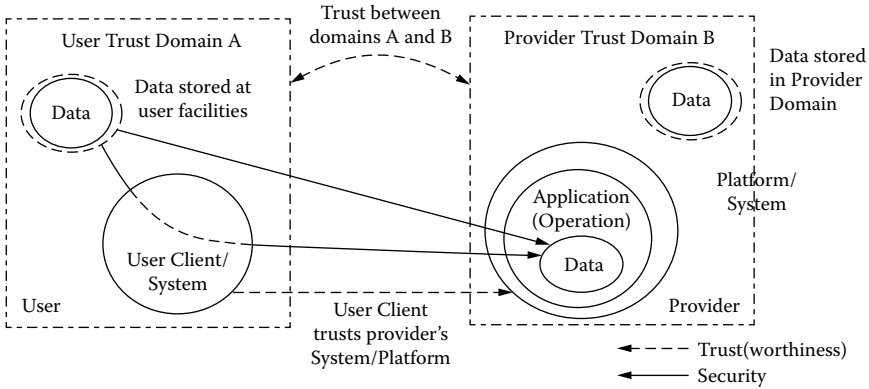 User Trust Domain A
Data
Data stored at
user facilities
User Client/
System
User
Trust between
domains A and B
User Client
trusts provider's
System/Platform
Provider Trust Domain B
Data
Data stored
in Provider
Domain
Platform/
System
Application
(Operation)
Data
Provider
Trust(worthiness)
Security